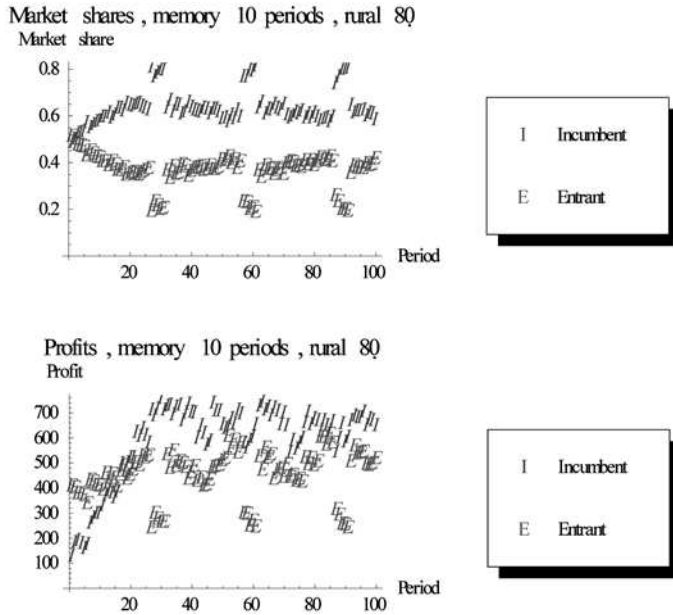 Market shares , memory 10 periods , rural 80.
Market share
0.8
0.6
0.4
0.2
20 40 60 80 100
Period
I Incumbent
E Entrant
Profits , memory 10 periods , rural 80.
Profit
700
600
500
400
300
200
100
20 40 60 80 100
Period
I Incumbent
E Entrant